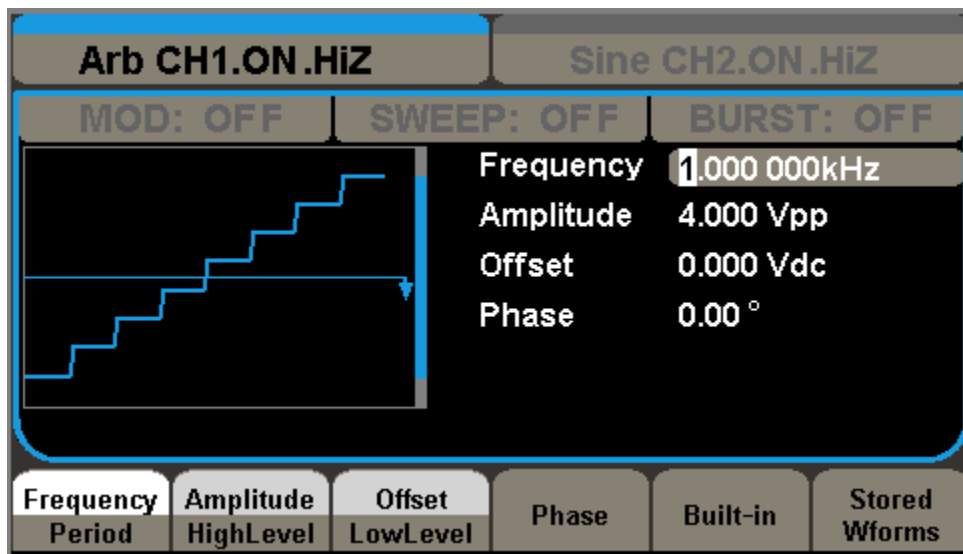 Arb CH1.ON.HiZ
Sine CH2.ON.HiZ
MOD: OFF
SWEEP: OFF
BURST: OFF
Frequency 1.000 000kHz
Amplitude 4.000 Vpp
Offset 0.000 Vdc
Phase 0.00 °
Frequency
Period
Amplitude
HighLevel
Offset
LowLevel
Phase
Built-in
Stored
Wforms